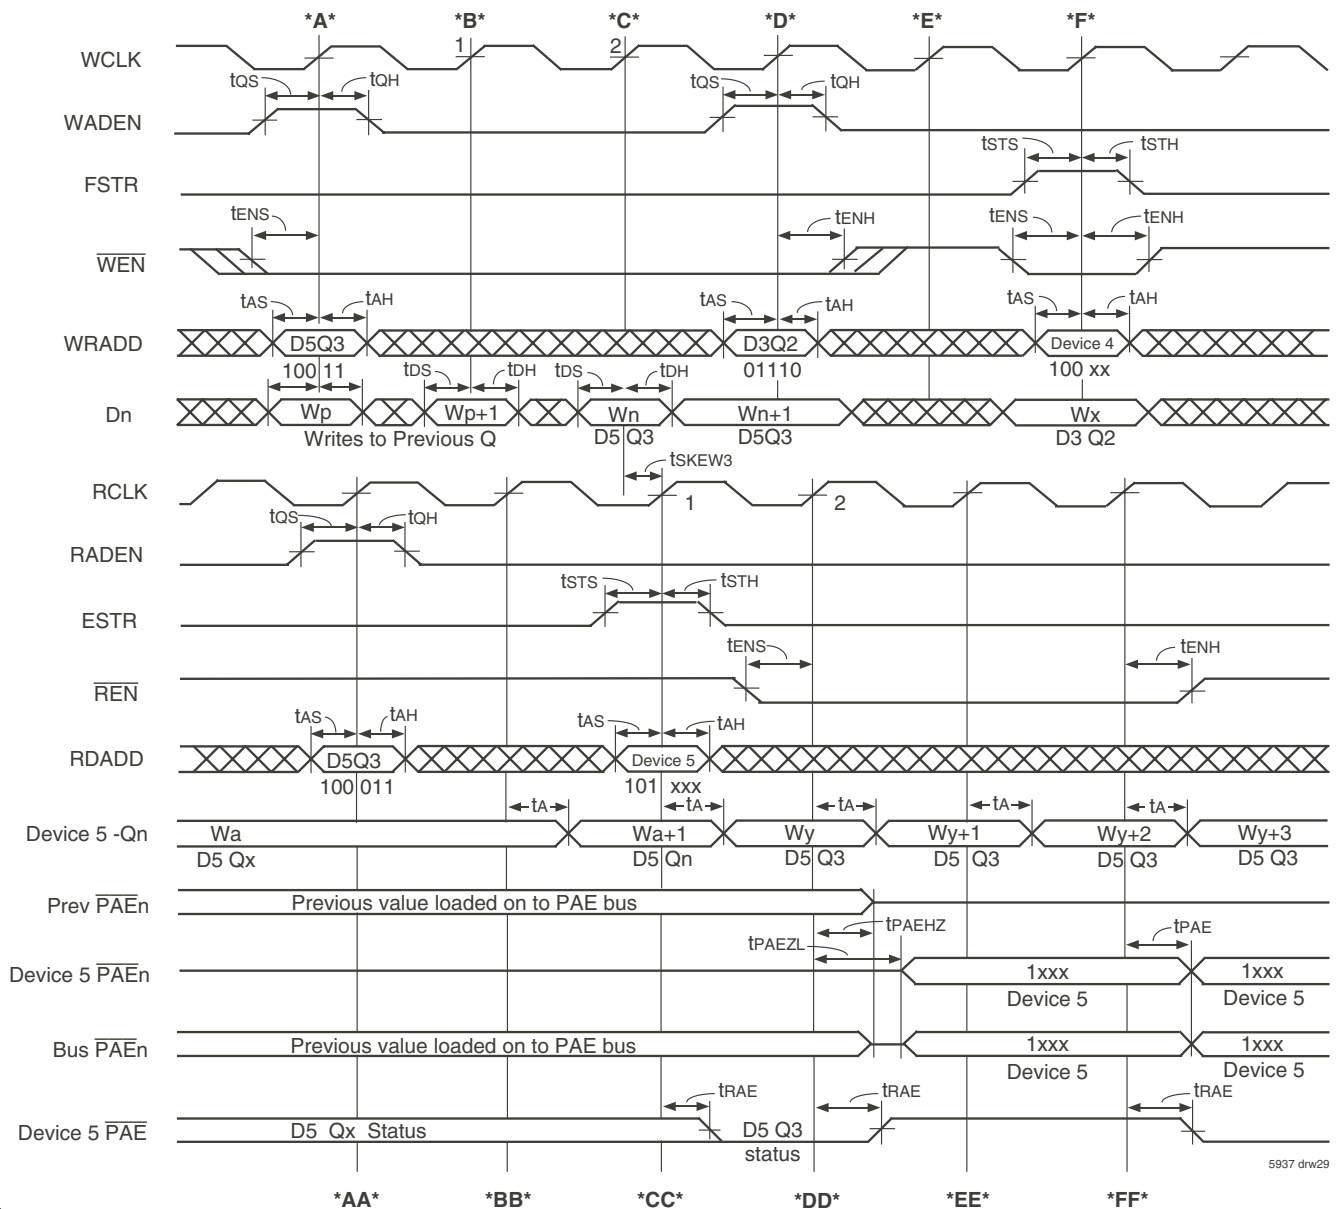 *A* *B* *C* *D* *E* *F*
WCLK 1 2
tQS tQH tQS tQH
WADEN
tSTS tSTH
FSTR
tENS tENH tENS tENH
WEN
tAS tAH tAS tAH tAS tAH
WRADD D5Q3 D3Q2 Device 4
100 11 01110 100 xx
tDS tDH tDS tDH
Dn Wp Wp+1 Wn Wn+1 Wx
Writes to Previous Q D5 Q3 D5Q3 D3 Q2
tSKEW3
RCLK 1 2
tQS tQH
RADEN
tSTS tSTH
ESTR
tENS tENH
REN
tAS tAH tAS tAH
RDADD D5Q3 Device 5
100 011 101 xxx
tA tA tA tA tA
Device 5 -Qn Wa Wa+1 Wy Wy+1 Wy+2 Wy+3
D5 Qx D5 Qn D5 Q3 D5 Q3 D5 Q3 D5 Q3
Prev PAEn Previous value loaded on to PAE bus
tPAEHZ tPAE
tPAEZL
Device 5 PAEn 1xxx 1xxx
Device 5 Device 5
Bus PAEn Previous value loaded on to PAE bus 1xxx 1xxx
Device 5 Device 5
tRAE tRAE tRAE
Device 5 PAE D5 Qx Status D5 Q3
status
5937 drw29
*AA* *BB* *CC* *DD* *EE* *FF*